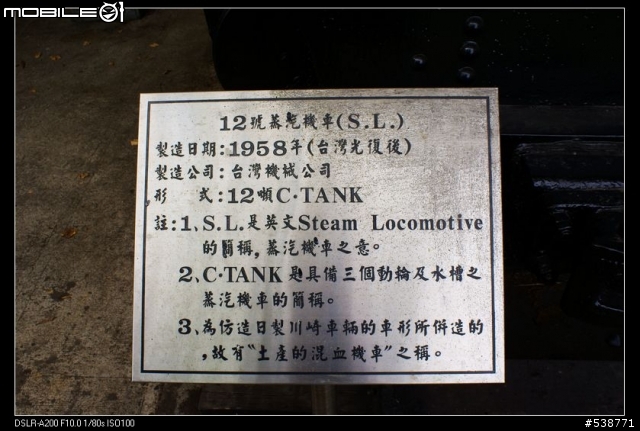 MOBILE01
12號蒸汽機車(S.L.)
製造日期:1958年(台灣光復後)
製造公司:台灣機械公司
形 式:12噸C·TANK
註:1、S.L.是英文Steam Locomotive
的簡稱,蒸汽機車之意。
2、C·TANK是具備三個動輪及水槽之
蒸汽機車的簡稱。
3、為仿造日製川崎車輛的車形所倂造的
,故有“土產的混血機車”之稱。
DSLR-A200 F10.0 1/80s ISO100
#538771